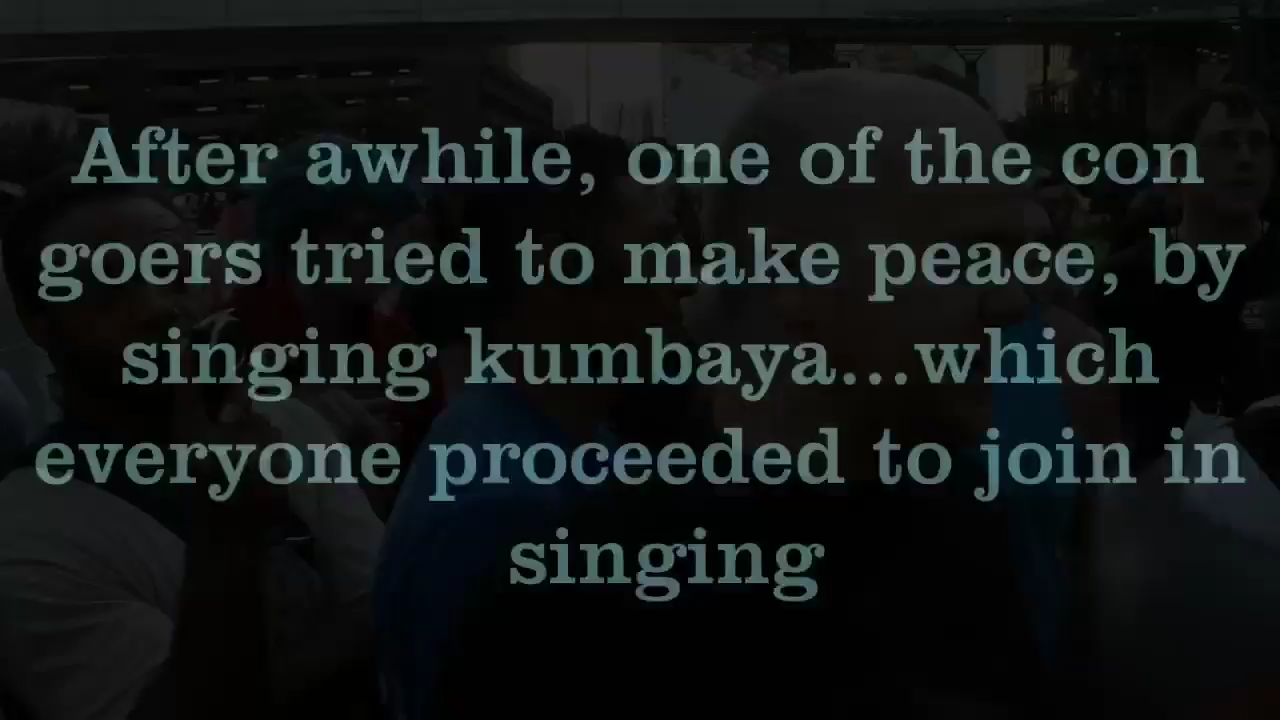 After awhile, one of the con
goers tried to make peace, by
singing kumbaya...which
everyone proceeded to join in
singing